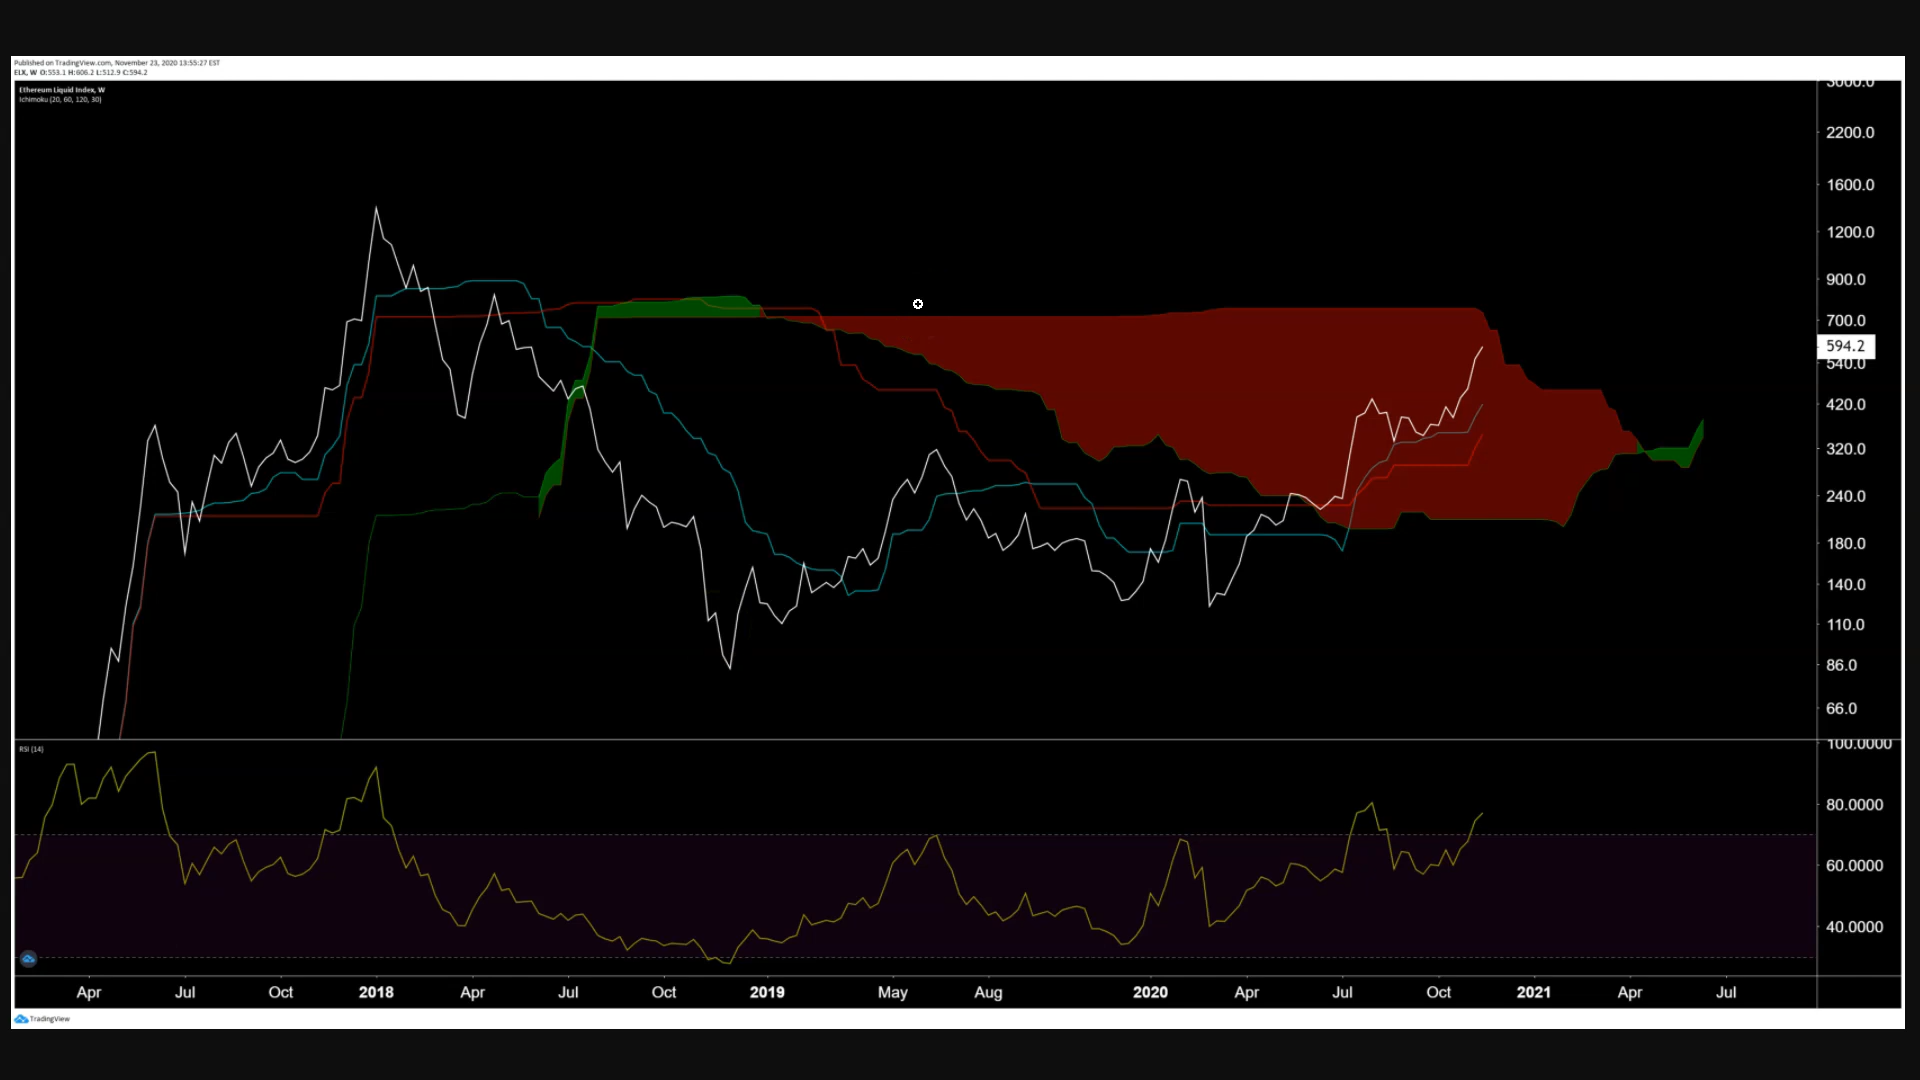 Published on TradingView.com, November 23, 2020 13:55:27 EST
ELX, W O:553.1 H:606.2 L:512.9 C:594.2
Ethereum Liquid Index, W
Ichimoku (20, 60, 120, 30)
3000.0
2200.0
1600.0
1200.0
900.0
700.0
594.2
540.0
420.0
320.0
240.0
180.0
140.0
110.0
86.0
66.0
RSI (14)
100.0000
80.0000
60.0000
40.0000
Apr Jul Oct 2018 Apr Jul Oct 2019 May Aug 2020 Apr Jul Oct 2021 Apr Jul
TradingView